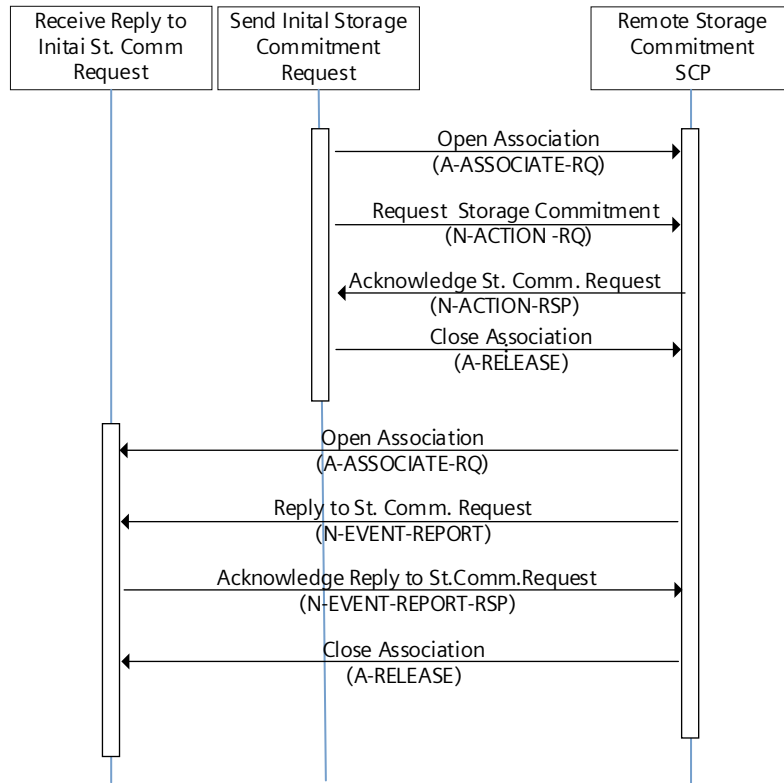 Receive Reply to
Initai St. Comm
Request
Send Inital Storage
Commitment
Request
Remote Storage
Commitment
SCP
Open Association
(A-ASSOCIATE-RQ)
Request Storage Commitment
(N-ACTION -RQ)
Acknowledge St. Comm. Request
(N-ACTION-RSP)
Close Association
(A-RELEASE)
Open Association
(A-ASSOCIATE-RQ)
Reply to St. Comm. Request
(N-EVENT-REPORT)
Acknowledge Reply to St.Comm.Request
(N-EVENT-REPORT-RSP)
Close Association
(A-RELEASE)